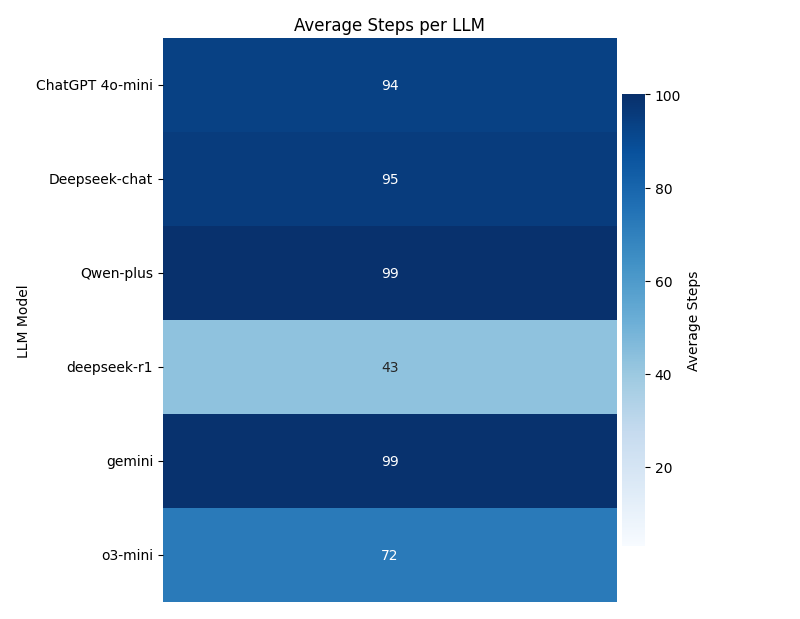 Average Steps per LLM
LLM Model
ChatGPT 4o-mini
94
Deepseek-chat
95
Qwen-plus
99
deepseek-r1
43
gemini
99
o3-mini
72
100
80
60
40
20
Average Steps